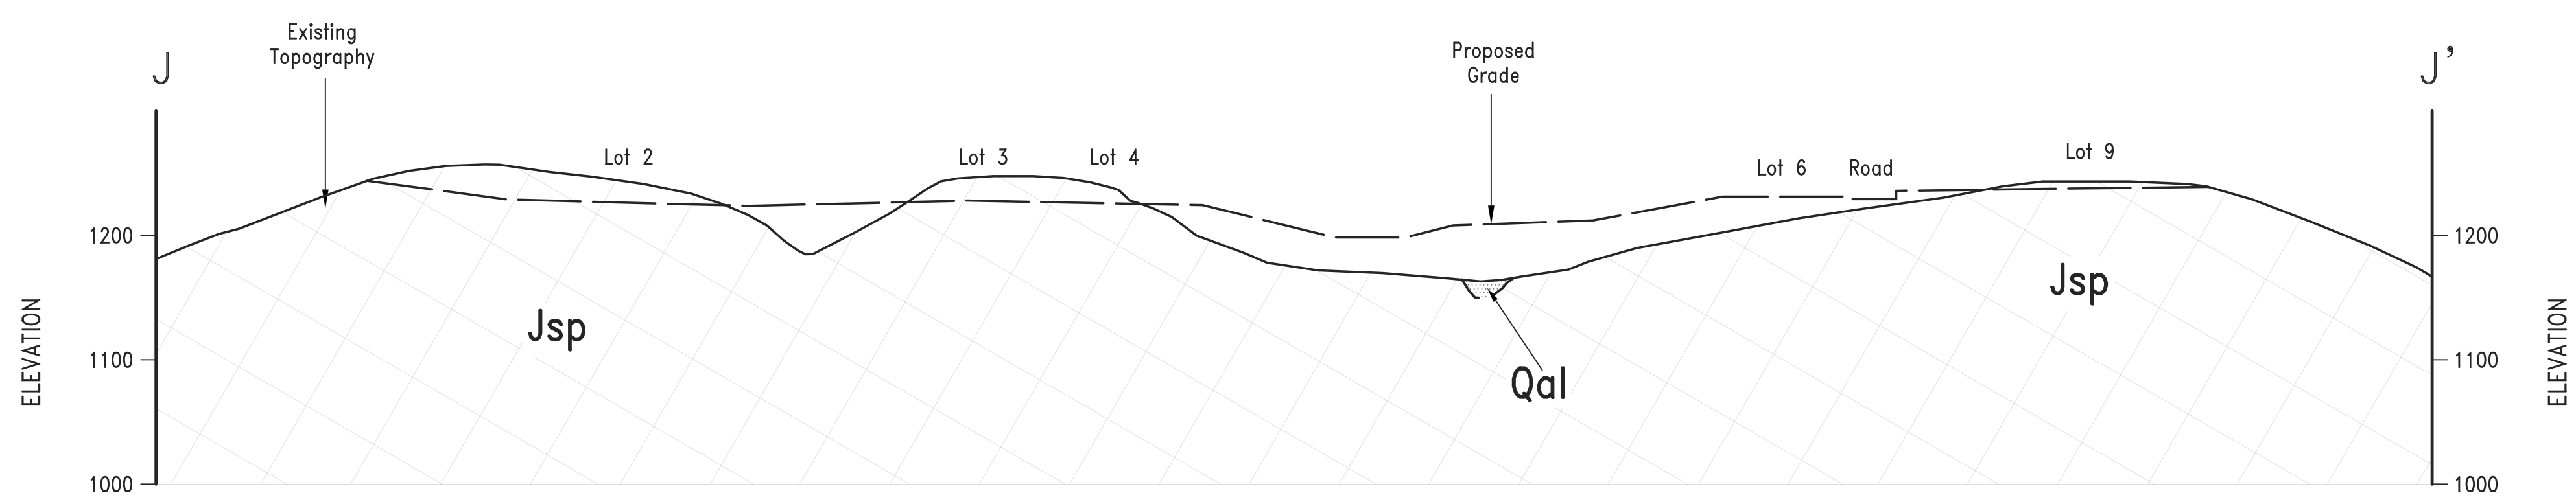 Existing
Topography
J
Proposed
Grade
J'
Lot 2
Lot 3
Lot 4
Lot 6
Road
Lot 9
1200
1200
Jsp
Jsp
ELEVATION
ELEVATION
1100
1100
Qal
1000
1000